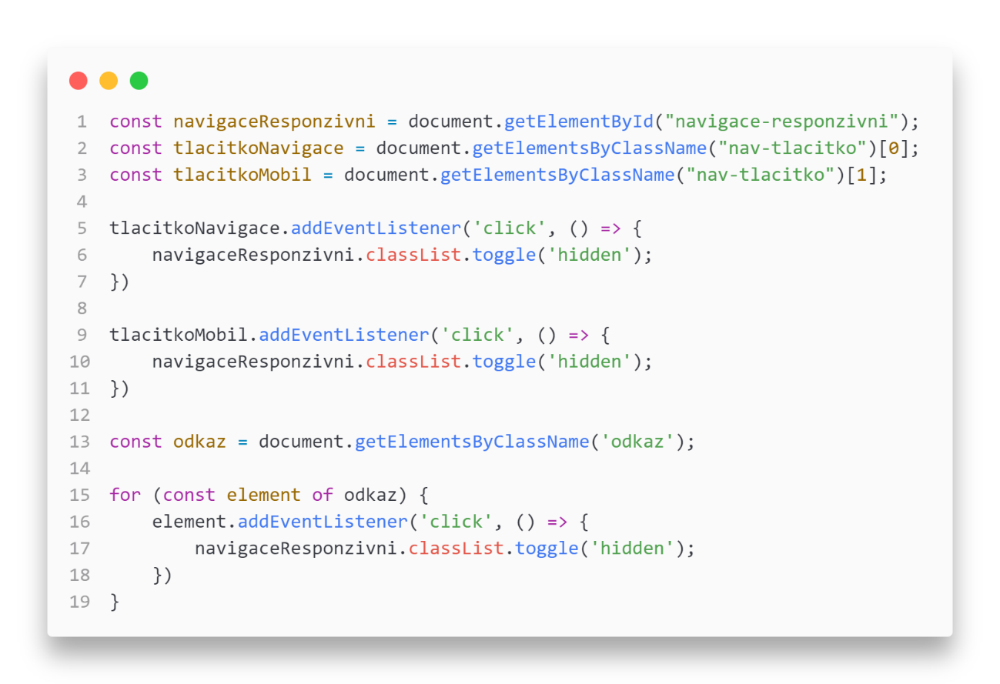 1 const navigaceResponzivni = document.getElementById("navigace-responzivni");
2 const tlacitkoNavigace = document.getElementsByClassName("nav-tlacitko")[0];
3 const tlacitkoMobil = document.getElementsByClassName("nav-tlacitko")[1];
4
5 tlacitkoNavigace.addEventListener('click', () => {
6     navigaceResponzivni.classList.toggle('hidden');
7 })
8
9 tlacitkoMobil.addEventListener('click', () => {
10     navigaceResponzivni.classList.toggle('hidden');
11 })
12
13 const odkaz = document.getElementsByClassName('odkaz');
14
15 for (const element of odkaz) {
16     element.addEventListener('click', () => {
17         navigaceResponzivni.classList.toggle('hidden');
18     })
19 }